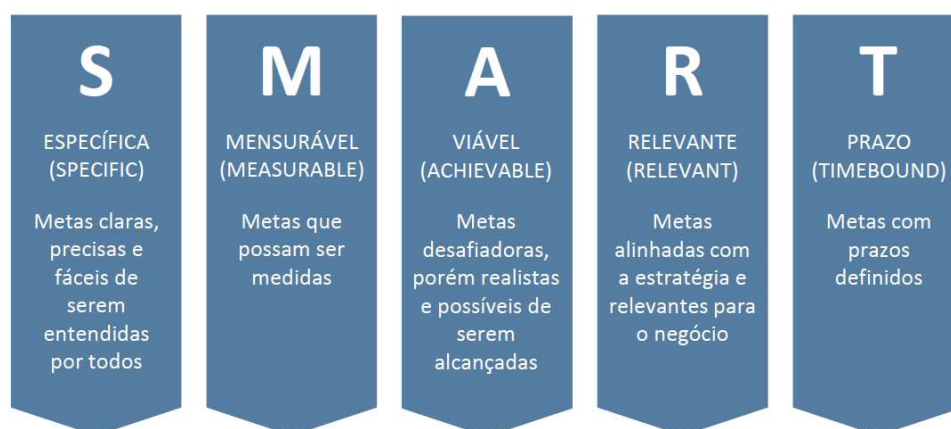 S
ESPECÍFICA
(SPECIFIC)
Metas claras,
precisas e
fáceis de
serem
entendidas
por todos
M
MENSURÁVEL
(MEASURABLE)
Metas que
possam ser
medidas
A
VIÁVEL
(ACHIEVABLE)
Metas
desafiadoras,
porém realistas
e possíveis de
serem
alcançadas
R
RELEVANTE
(RELEVANT)
Metas
alinhadas com
a estratégia e
relevantes para
o negócio
T
PRAZO
(TIMEBOUND)
Metas com
prazos
definidos